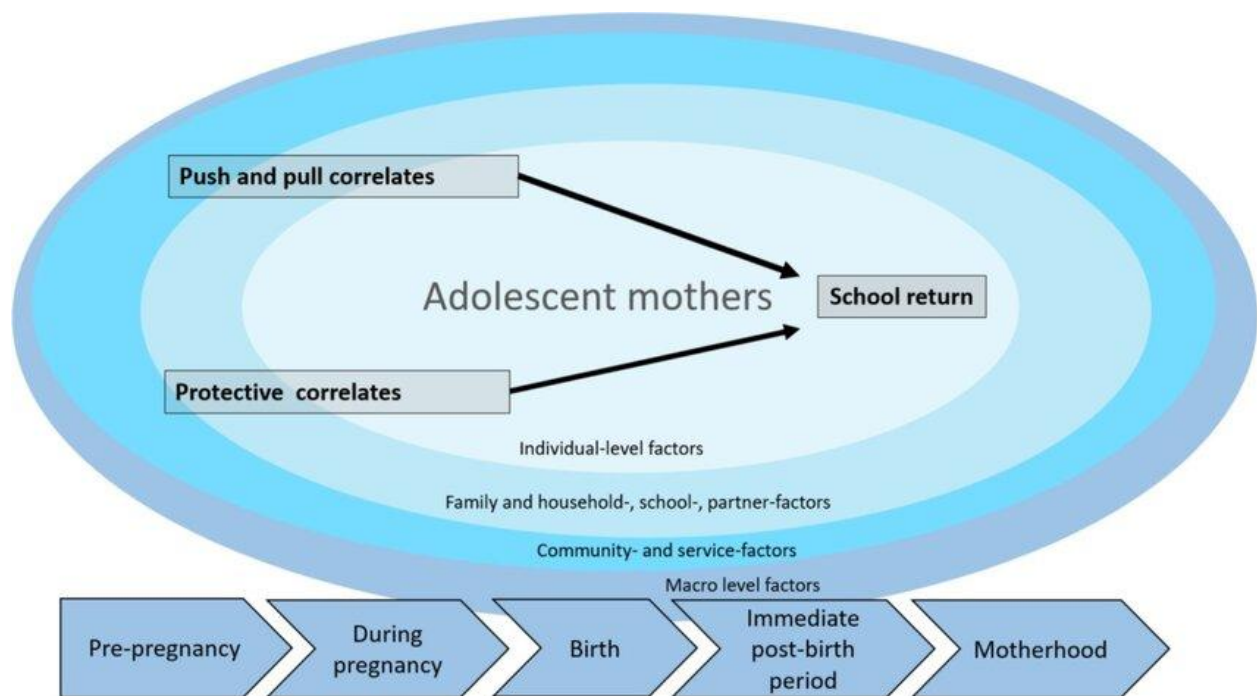 Push and pull correlates
Adolescent mothers
School return
Protective correlates
Individual-level factors
Family and household-, school-, partner-factors
Community- and service-factors
Macro level factors
Pre-pregnancy
During
pregnancy
Birth
Immediate
post-birth
period
Motherhood